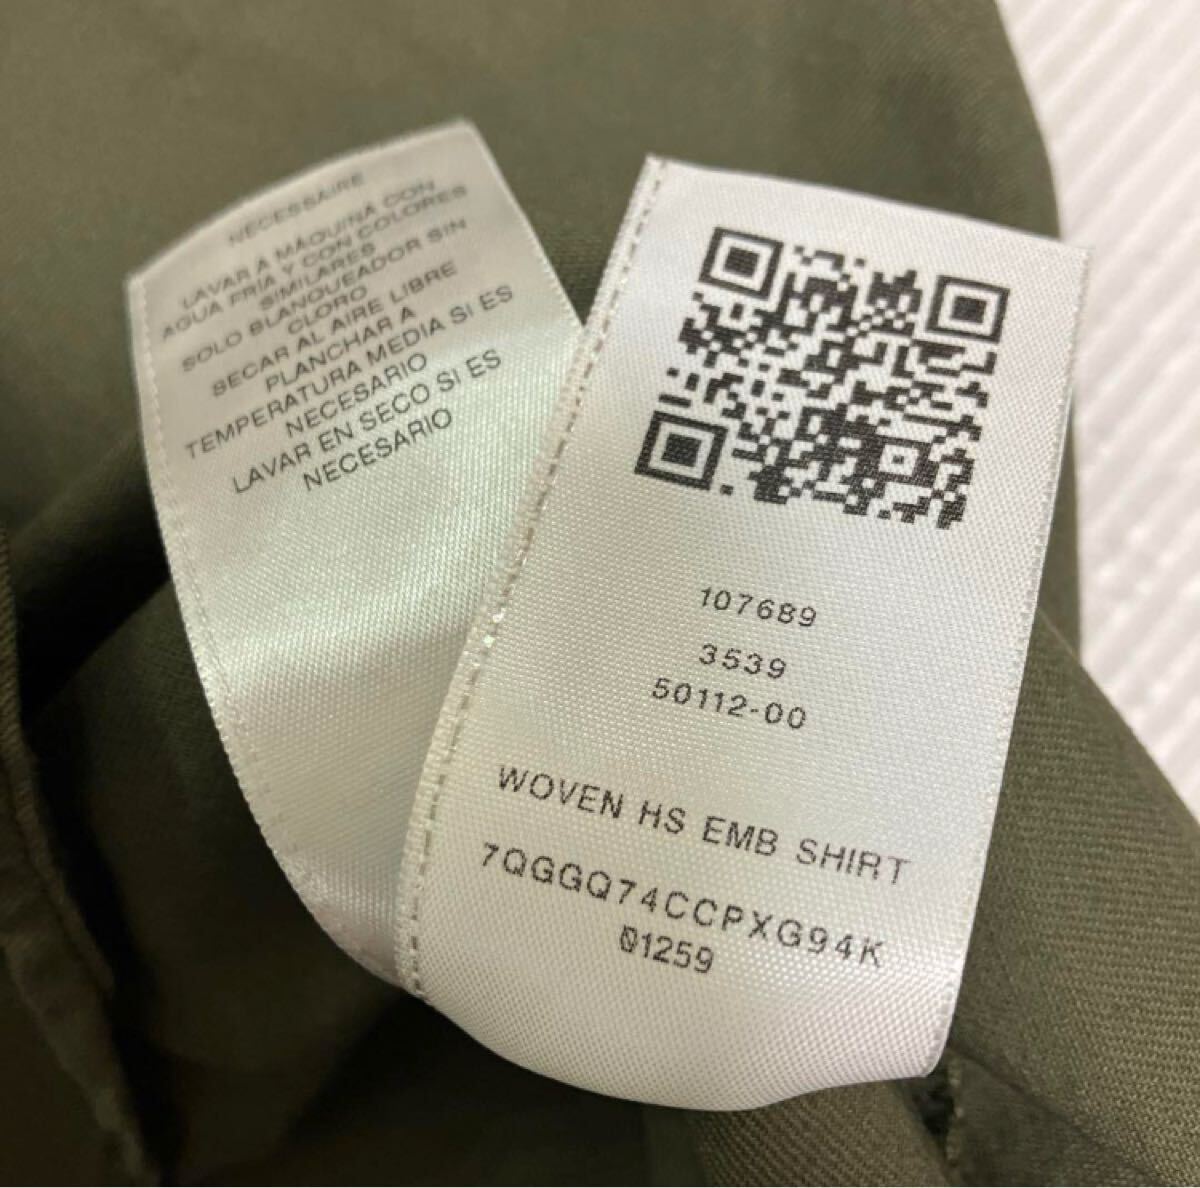 NECESSAIRE
LAVAR A MÁQUINA CON
AGUA FRÍA Y CON COLORES
SIMILARES
SOLO BLANQUEADOR SIN
CLORO
SECAR AL AIRE LIBRE
PLANCHAR A
TEMPERATURA MEDIA SI ES
NECESARIO
LAVAR EN SECO SI ES
NECESARIO
107689
3539
50112-00
WOVEN HS EMB SHIRT
7QGGQ74CCPXG94K
01259